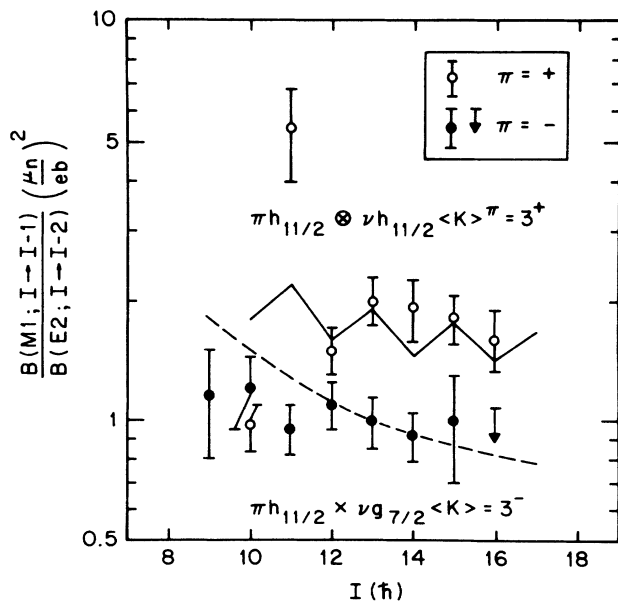 B(M1; I → I-1)
B(E2; I → I-2)
(μn/eb)²
10
5
2
1
0.5
π = +
π = -
πh11/2 ⊗ νh11/2 <K>π = 3+
πh11/2 × νg7/2 <K> = 3-
8 10 12 14 16 18
I (ħ)